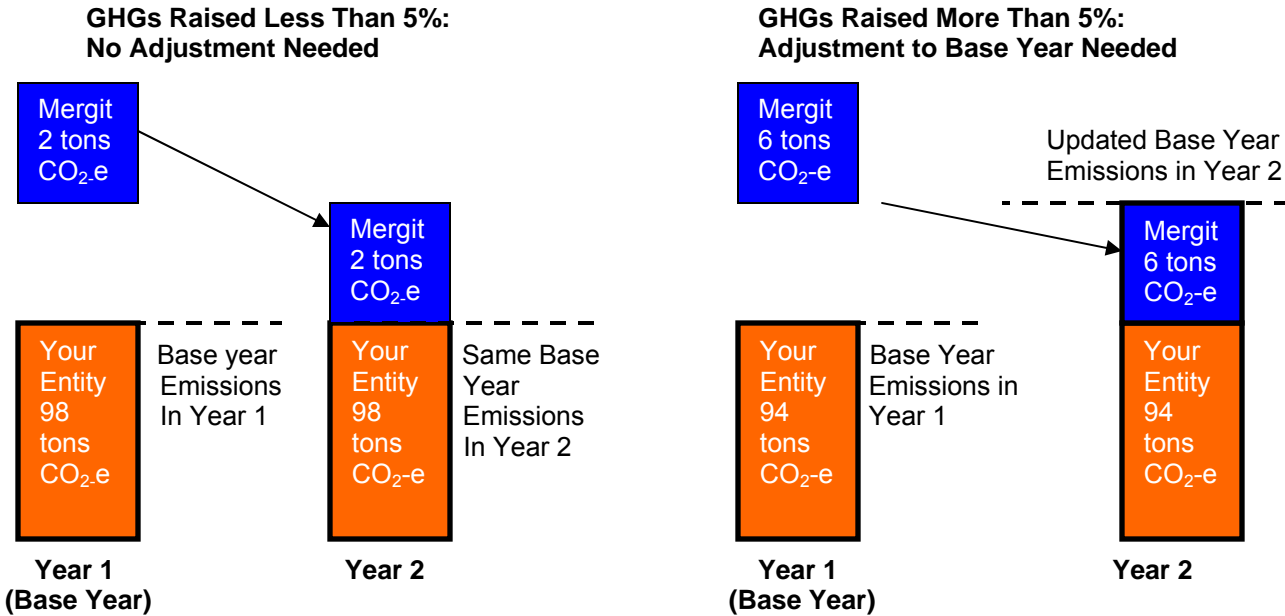 GHGs Raised Less Than 5%:
No Adjustment Needed
Mergit
2 tons
CO₂-e
Mergit
2 tons
CO₂-e
Your
Entity
98
tons
CO₂-e
Base year
Emissions
In Year 1
Your
Entity
98
tons
CO₂-e
Same Base
Year
Emissions
In Year 2
Year 1
(Base Year)
Year 2
GHGs Raised More Than 5%:
Adjustment to Base Year Needed
Mergit
6 tons
CO₂-e
Updated Base Year
Emissions in Year 2
Mergit
6 tons
CO₂-e
Your
Entity
94
tons
CO₂-e
Base Year
Emissions in
Year 1
Your
Entity
94
tons
CO₂-e
Year 1
(Base Year)
Year 2